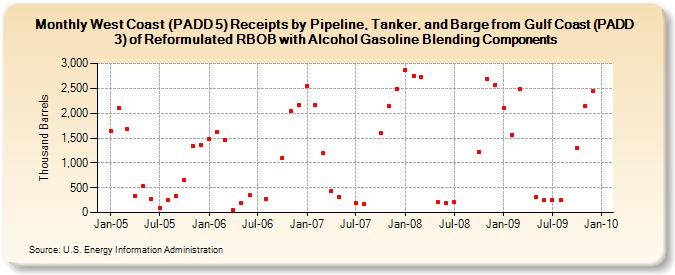 Monthly West Coast (PADD 5) Receipts by Pipeline, Tanker, and Barge from Gulf Coast (PADD
3) of Reformulated RBOB with Alcohol Gasoline Blending Components
Thousand Barrels
3,000
2,500
2,000
1,500
1,000
500
0
Jan-05 Jul-05 Jan-06 Jul-06 Jan-07 Jul-07 Jan-08 Jul-08 Jan-09 Jul-09 Jan-10
Source: U.S. Energy Information Administration